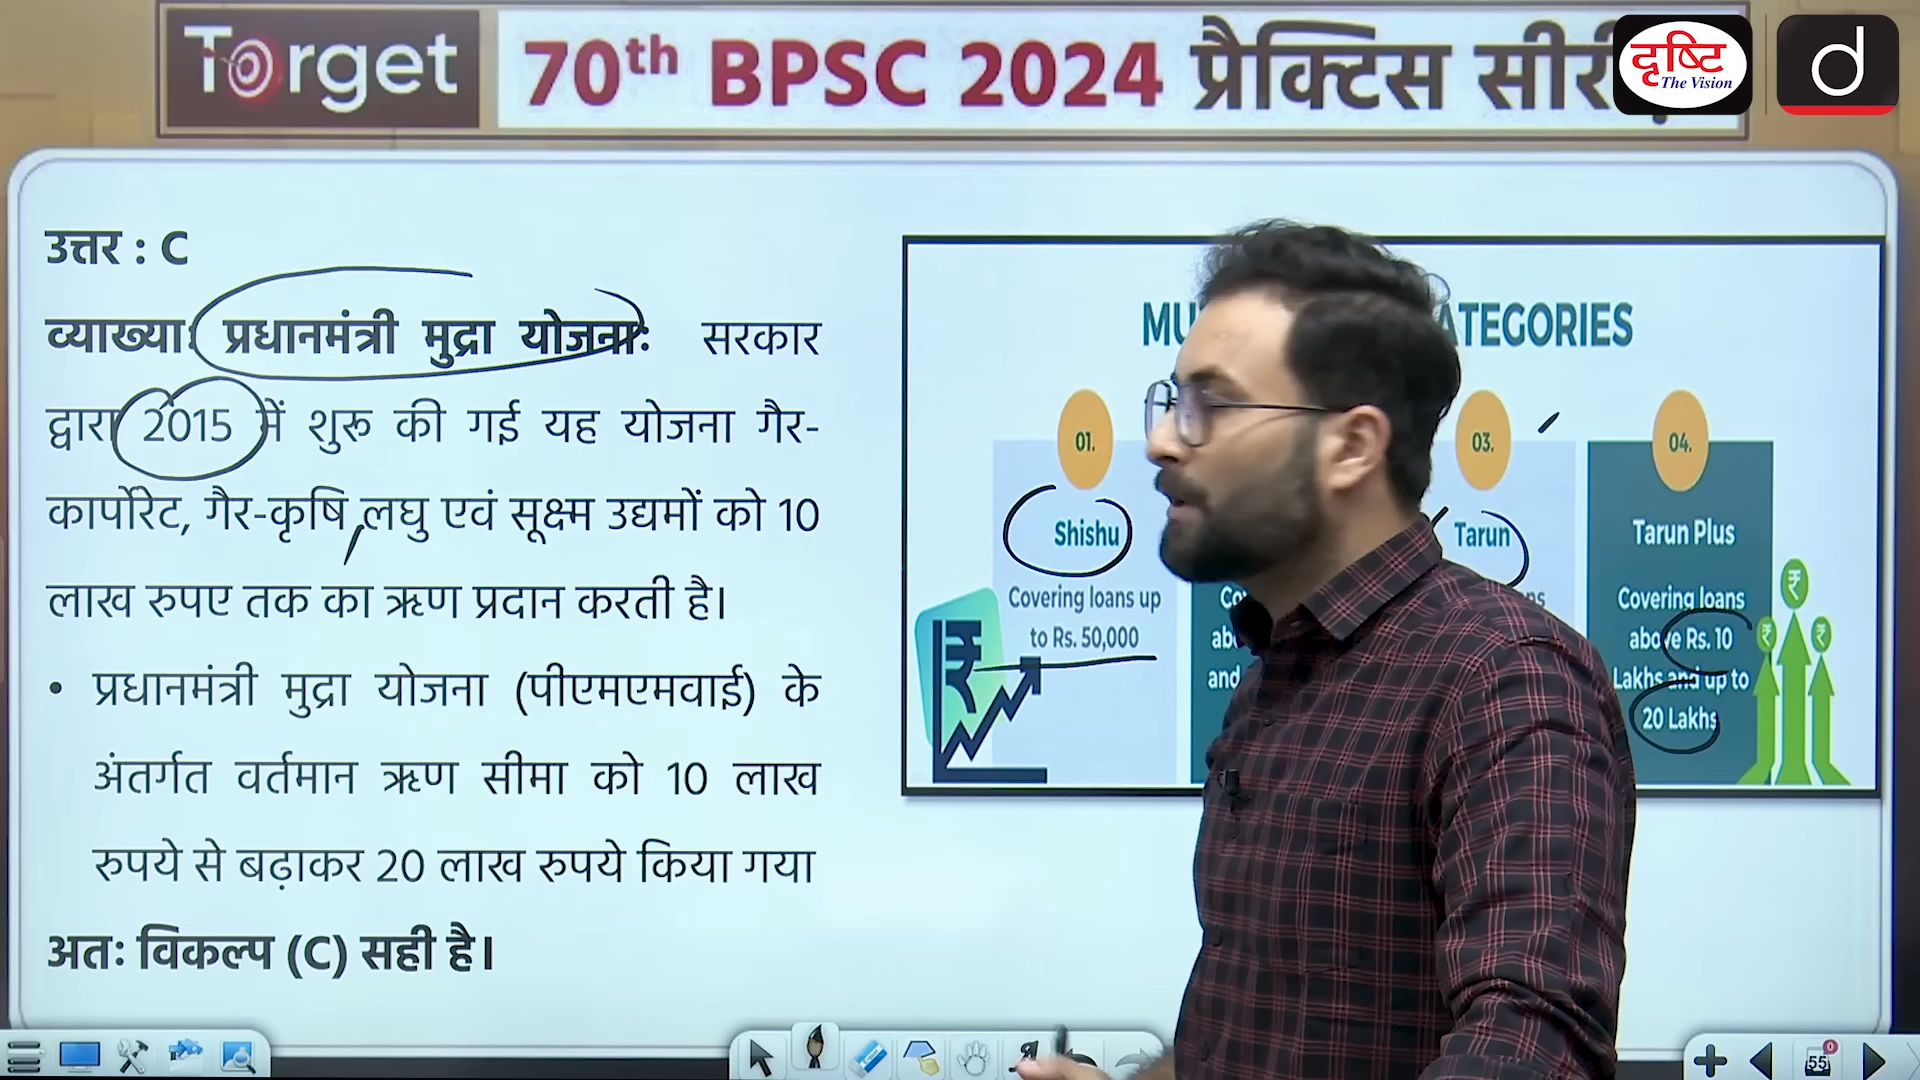 Target
70th BPSC 2024 प्रैक्टिस
दृष्टि
The Vision
d
उत्तर : C
व्याख्याः प्रधानमंत्री मुद्रा योजनाः सरकार
द्वारा 2015 में शुरू की गई यह योजना गैर-
कार्पोरेट, गैर-कृषि लघु एवं सूक्ष्म उद्यमों को 10
लाख रुपए तक का ऋण प्रदान करती है।
• प्रधानमंत्री मुद्रा योजना (पीएमएमवाई) के
अंतर्गत वर्तमान ऋण सीमा को 10 लाख
रुपये से बढ़ाकर 20 लाख रुपये किया गया
अतः विकल्प (C) सही है।
01.
Shishu
Covering loans up
to Rs. 50,000
and
03.
Tarun
04.
Tarun Plus
Covering loans
above Rs. 10
Lakhs and up to
20 Lakhs
55
0